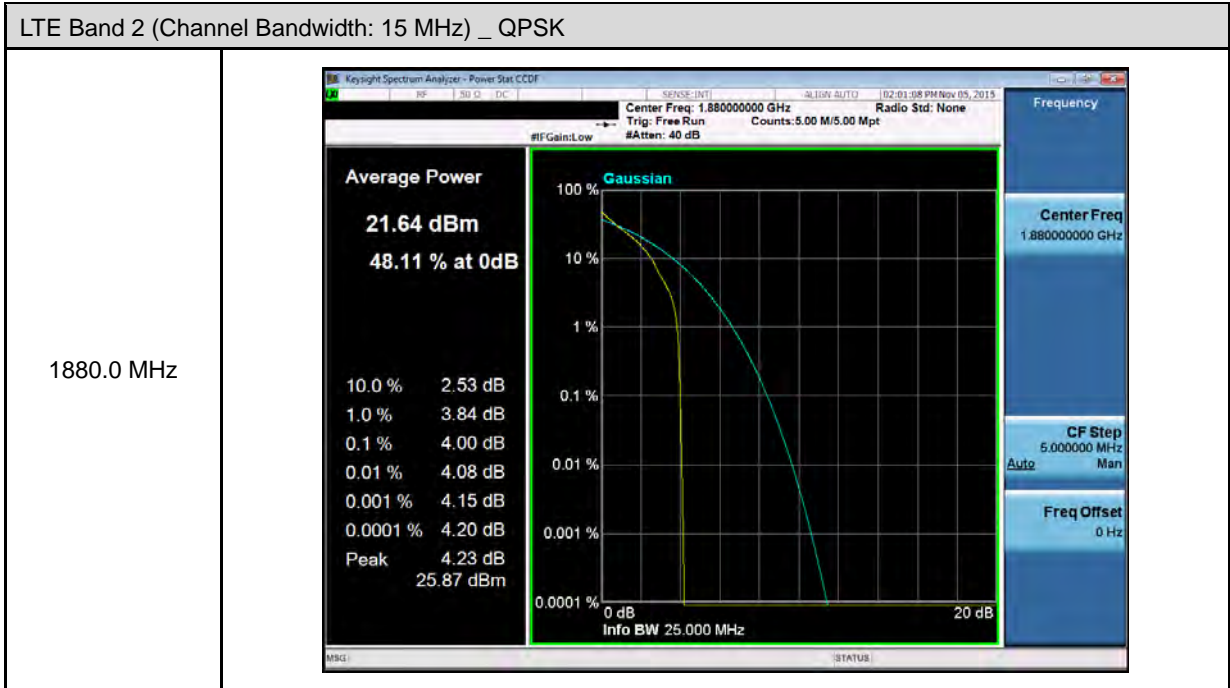 LTE Band 2 (Channel Bandwidth: 15 MHz) _ QPSK
1880.0 MHz
Keysight Spectrum Analyzer - Power Stat CCDF
RF 50 Ω DC SENSE:INT ALIGN AUTO 02:01:08 PM Nov 05, 2015
Center Freq: 1.880000000 GHz Radio Std: None
Trig: Free Run Counts:5.00 M/5.00 Mpt
#IFGain:Low #Atten: 40 dB
Average Power
21.64 dBm
48.11 % at 0dB
10.0 % 2.53 dB
1.0 % 3.84 dB
0.1 % 4.00 dB
0.01 % 4.08 dB
0.001 % 4.15 dB
0.0001 % 4.20 dB
Peak 4.23 dB
25.87 dBm
Gaussian
100 %
10 %
1 %
0.1 %
0.01 %
0.001 %
0.0001 %
0 dB 20 dB
Info BW 25.000 MHz
Frequency
Center Freq
1.880000000 GHz
CF Step
5.000000 MHz
Auto Man
Freq Offset
0 Hz
MSG STATUS